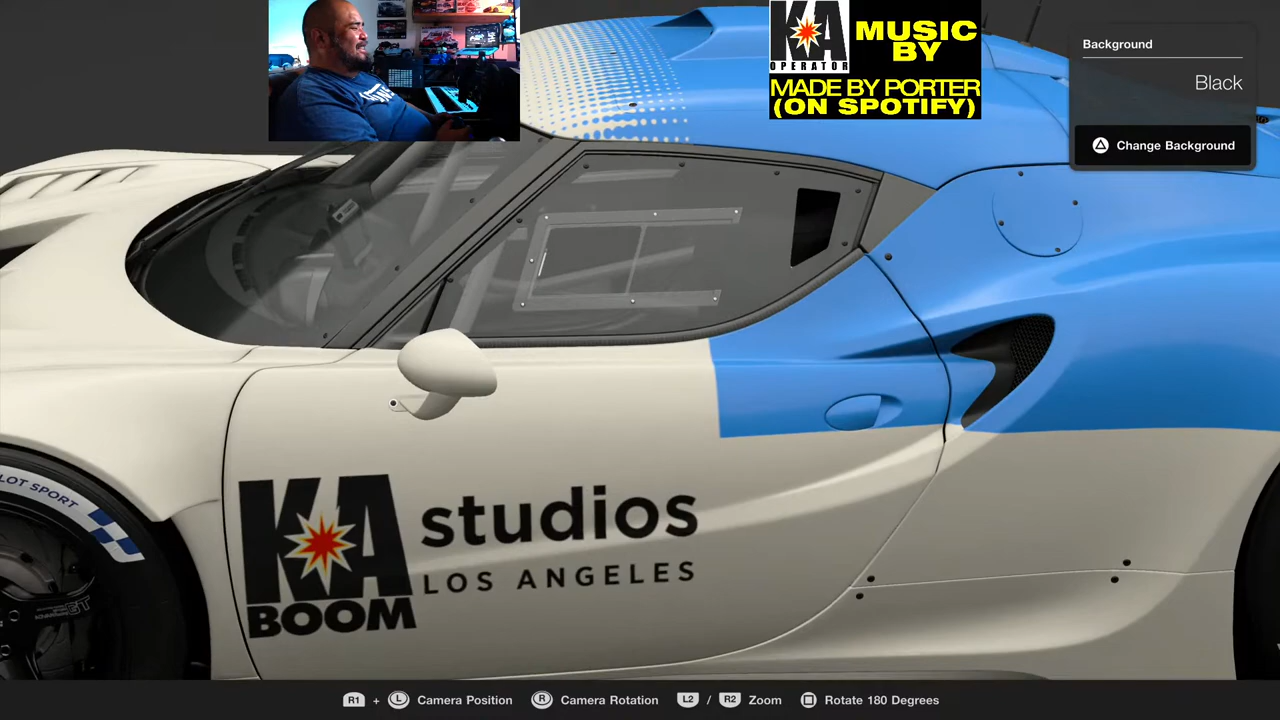 KA
OPERATOR
MUSIC
BY
MADE BY PORTER
(ON SPOTIFY)
Background
Black
Change Background
LOT SPORT
KA
BOOM
studios
LOS ANGELES
R1 + L Camera Position R Camera Rotation L2 / R2 Zoom Rotate 180 Degrees